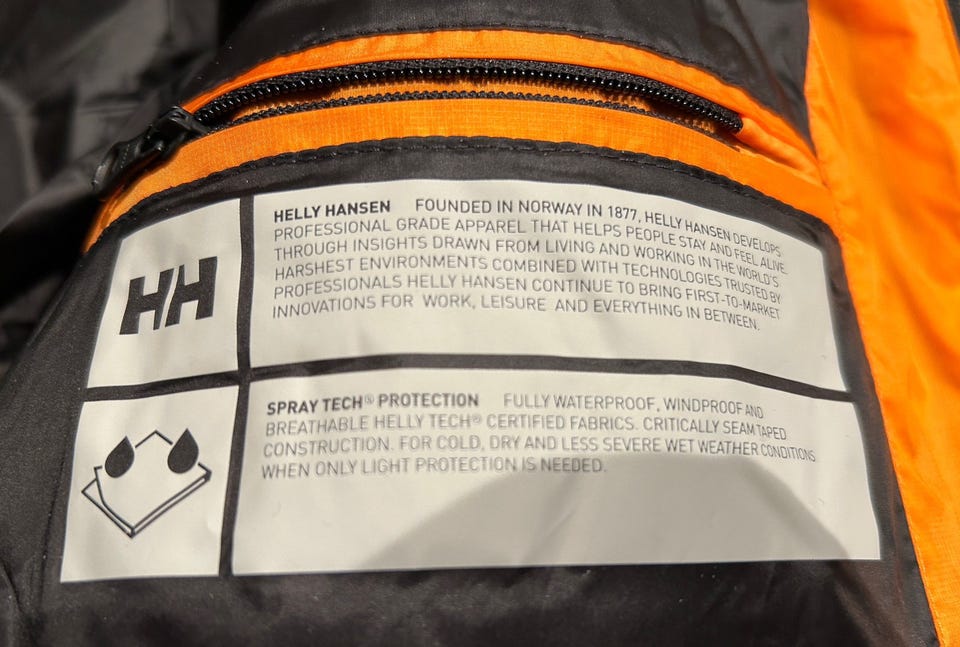 HH
HELLY HANSEN FOUNDED IN NORWAY IN 1877, HELLY HANSEN DEVELOPS
PROFESSIONAL GRADE APPAREL THAT HELPS PEOPLE STAY AND FEEL ALIVE.
THROUGH INSIGHTS DRAWN FROM LIVING AND WORKING IN THE WORLD'S
HARSHEST ENVIRONMENTS COMBINED WITH TECHNOLOGIES TRUSTED BY
PROFESSIONALS HELLY HANSEN CONTINUE TO BRING FIRST-TO-MARKET
INNOVATIONS FOR WORK, LEISURE AND EVERYTHING IN BETWEEN.
SPRAY TECH® PROTECTION FULLY WATERPROOF, WINDPROOF AND
BREATHABLE HELLY TECH® CERTIFIED FABRICS. CRITICALLY SEAM TAPED
CONSTRUCTION. FOR COLD, DRY AND LESS SEVERE WET WEATHER CONDITIONS
WHEN ONLY LIGHT PROTECTION IS NEEDED.